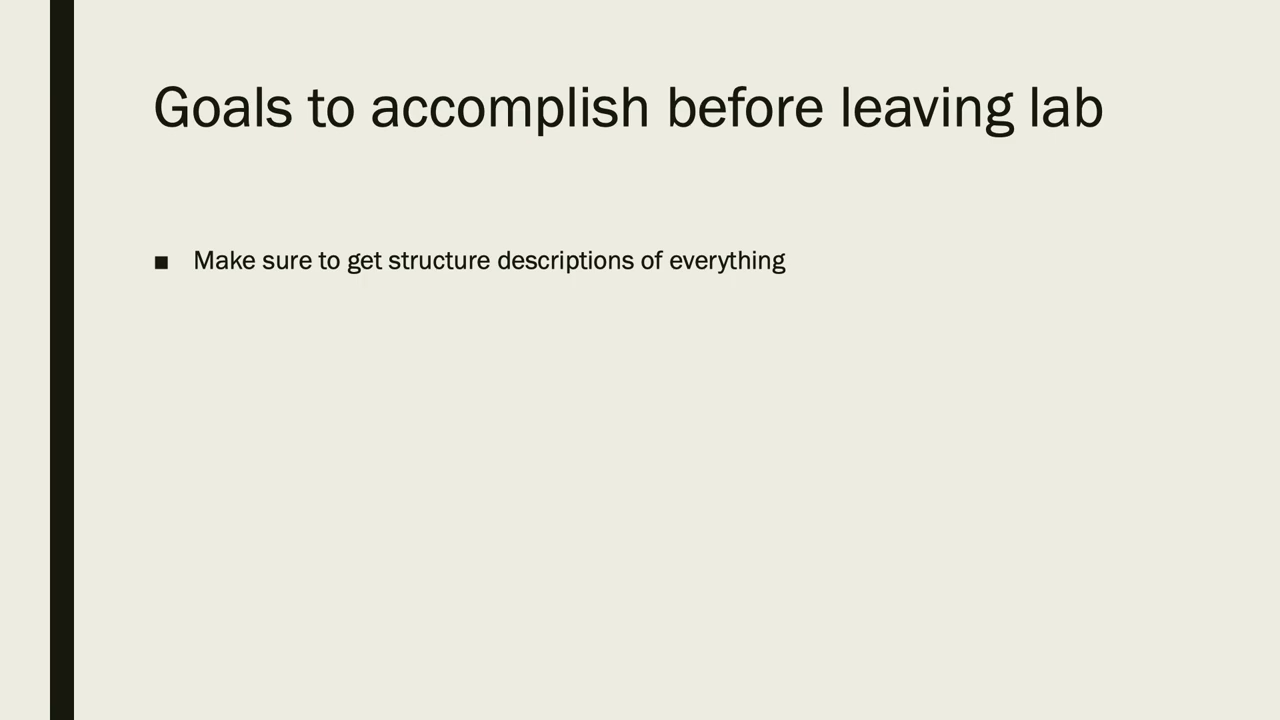 Goals to accomplish before leaving lab
■ Make sure to get structure descriptions of everything